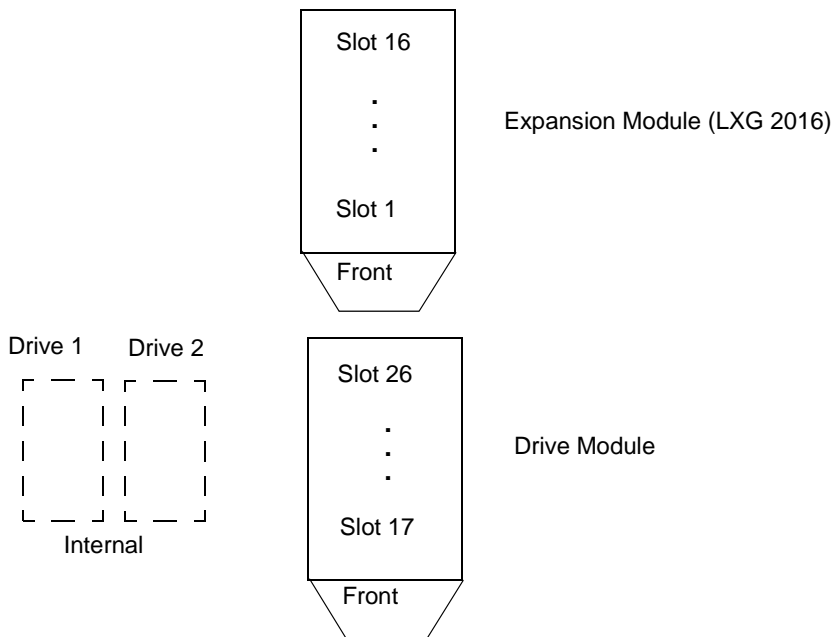 Slot 16
.
.
.
Expansion Module (LXG 2016)
Slot 1
Front
Drive 1
Drive 2
Slot 26
.
.
.
Drive Module
Slot 17
Internal
Front